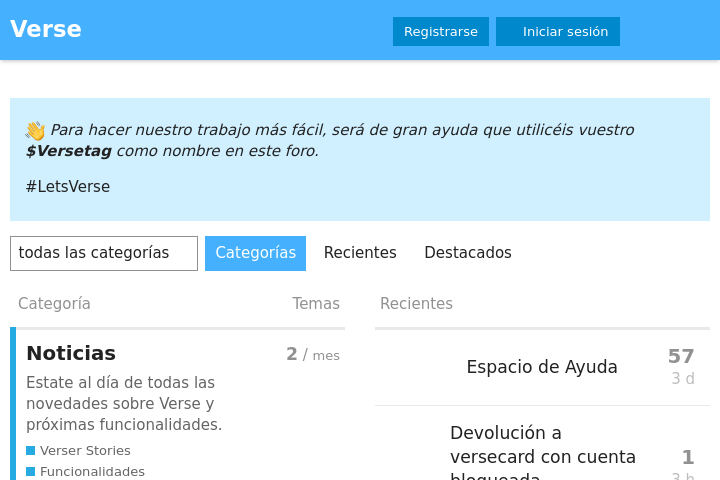 Verse
Registrarse
Iniciar sesión
Para hacer nuestro trabajo más fácil, será de gran ayuda que utilicéis vuestro
$Versetag como nombre en este foro.
#LetsVerse
todas las categorías
Categorías
Recientes
Destacados
Categoría
Temas
Recientes
Noticias
2 / mes
Estate al día de todas las
novedades sobre Verse y
próximas funcionalidades.
Verser Stories
Funcionalidades
Espacio de Ayuda
57
3 d
Devolución a
versecard con cuenta
bloqueada
1
3 h